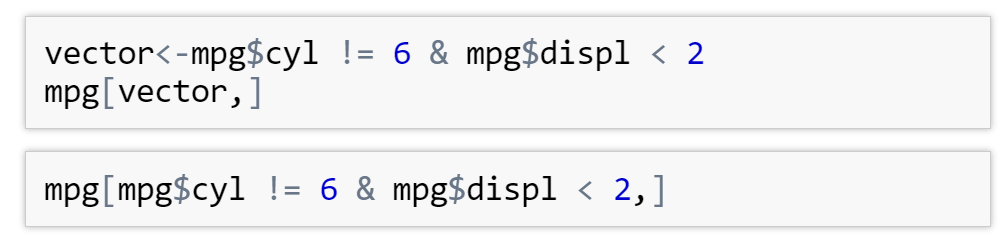 vector<-mpg$cyl != 6 & mpg$displ < 2
mpg[vector,]
mpg[mpg$cyl != 6 & mpg$displ < 2,]